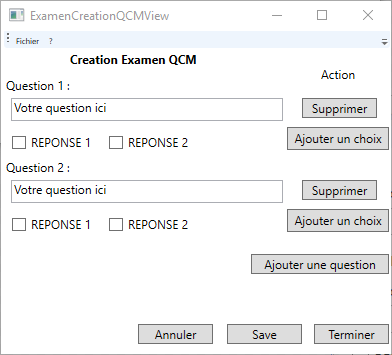 ExamenCreationQCMView
Fichier ?
Creation Examen QCM
Action
Question 1 :
Votre question ici
Supprimer
REPONSE 1 REPONSE 2
Ajouter un choix
Question 2 :
Votre question ici
Supprimer
REPONSE 1 REPONSE 2
Ajouter un choix
Ajouter une question
Annuler Save Terminer